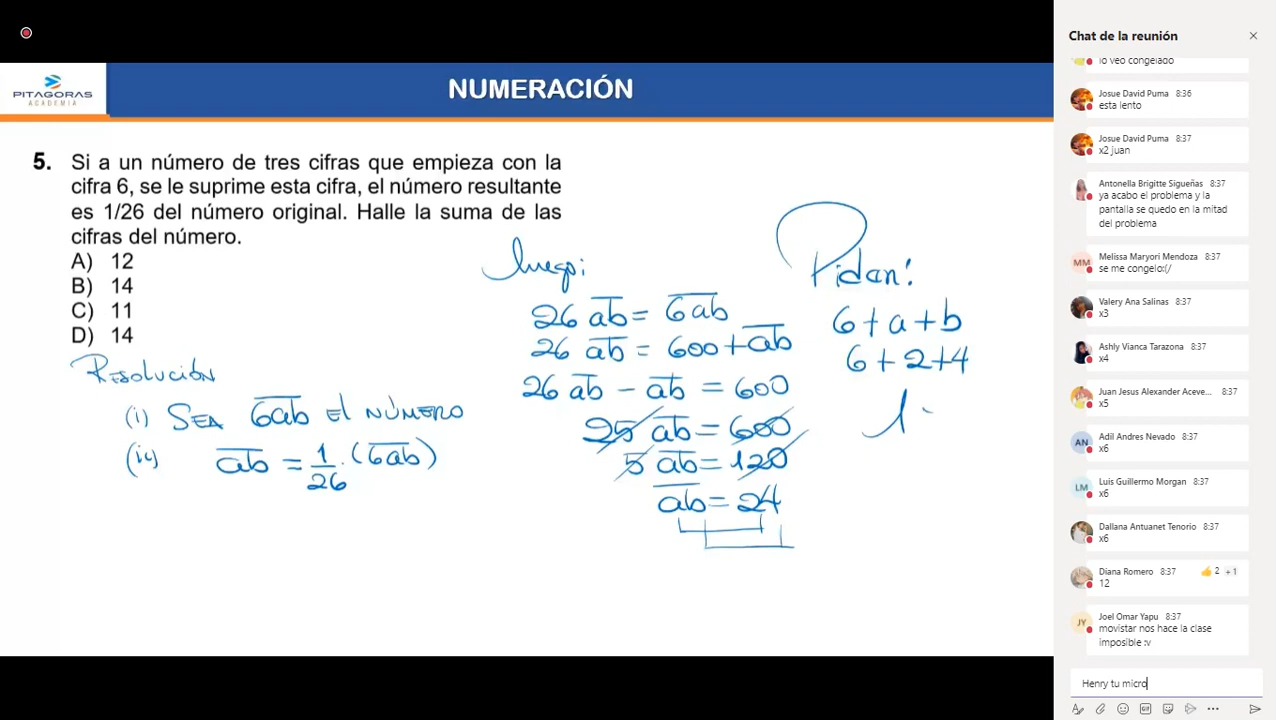 PITAGORAS
ACADEMIA
NUMERACIÓN
5. Si a un número de tres cifras que empieza con la
cifra 6, se le suprime esta cifra, el número resultante
es 1/26 del número original. Halle la suma de las
cifras del número.
A) 12
B) 14
C) 11
D) 14
Resolución
(i) SEA 6ab El NÚMERO
(ii) ab = 1/26 . (6ab)
luego:
26 ab = 6ab
26 ab = 600 + ab
26 ab - ab = 600
25 ab = 600
5 ab = 120
ab = 24
Pidan:
6 + a + b
6 + 2 + 4
1
Chat de la reunión
lo veo congelado
Josue David Puma 8:36
esta lento
Josue David Puma 8:37
x2 juan
Antonella Brigitte Sigueñas 8:37
ya acabo el problema y la
pantalla se quedo en la mitad
del problema
MM Melissa Maryori Mendoza 8:37
se me congelo:(/
Valery Ana Salinas 8:37
x3
Ashly Vianca Tarazona 8:37
x4
Juan Jesus Alexander Aceve... 8:37
x5
AN Adil Andres Nevado 8:37
x6
LM Luis Guillermo Morgan 8:37
x6
Dallana Antuanet Tenorio 8:37
x6
Diana Romero 8:37 👍 2 +1
12
JY Joel Omar Yapu 8:37
movistar nos hace la clase
imposible :v
Henry tu micro
GIF